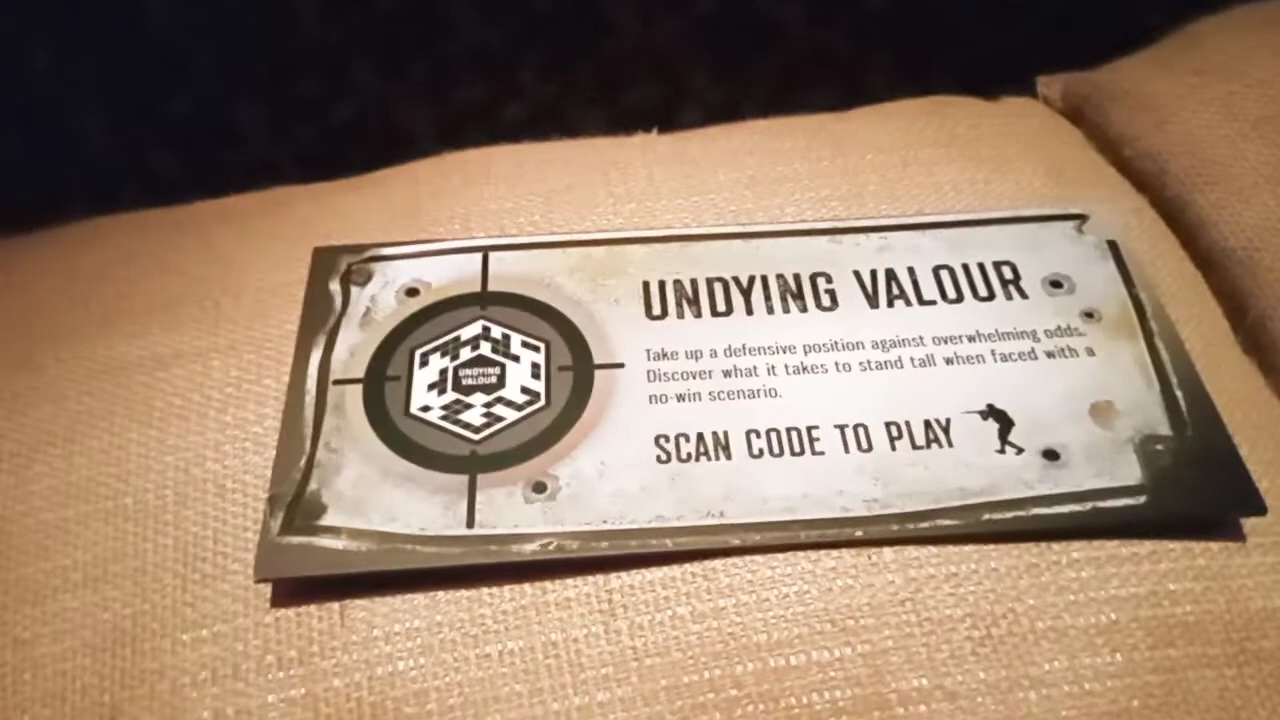 UNDYING
VALOUR
UNDYING VALOUR
Take up a defensive position against overwhelming odds.
Discover what it takes to stand tall when faced with a
no-win scenario.
SCAN CODE TO PLAY